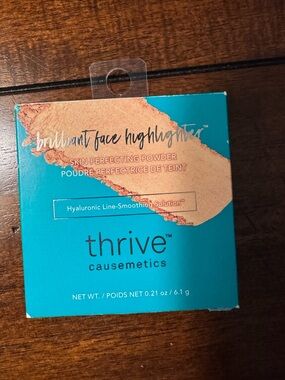 brilliant face highlighter™
SKIN PERFECTING POWDER
POUDRE PERFECTRICE DE TEINT
Hyaluronic Line-Smoothing Solution™
thrive™
causemetics
NET WT. / POIDS NET 0.21 oz / 6.1 g